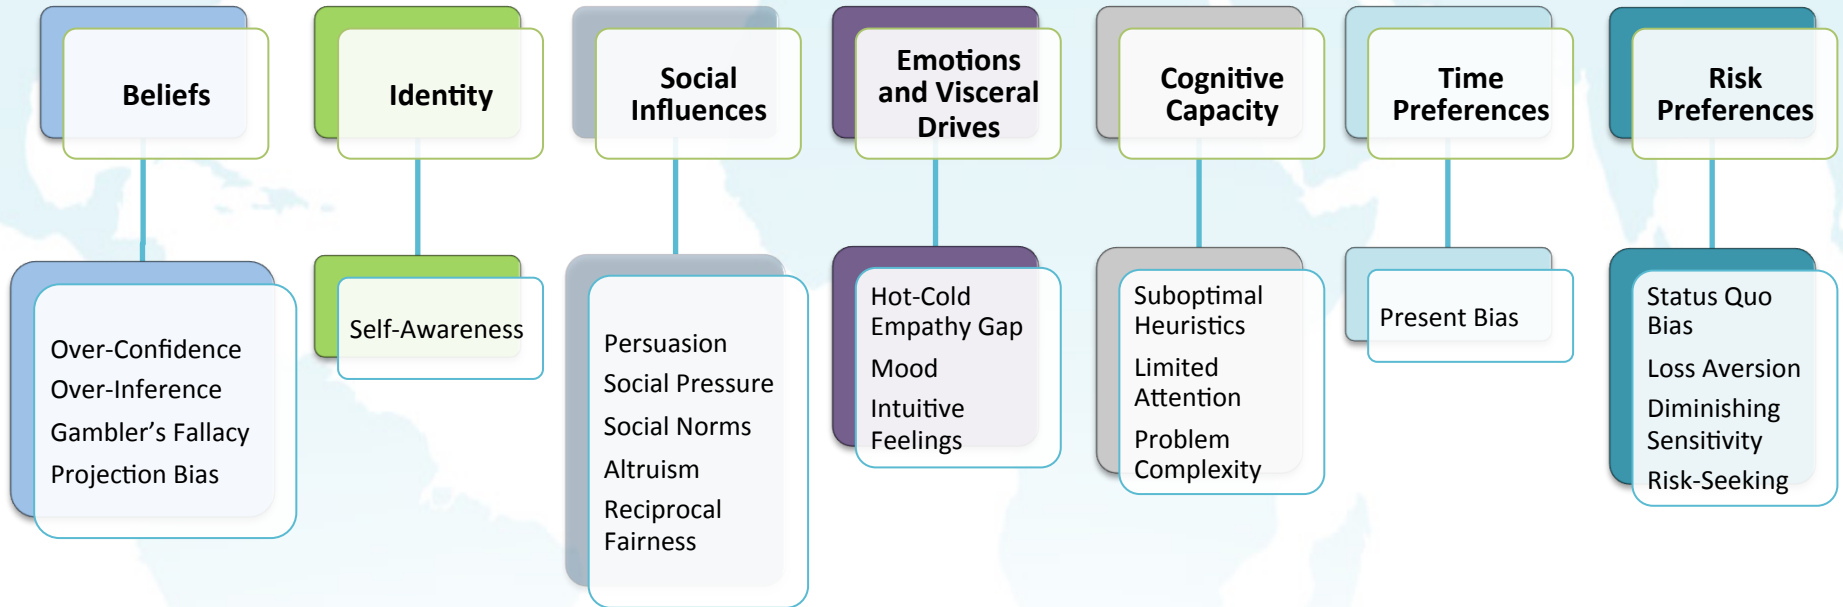 Beliefs
Identity
Social
Influences
Emotions
and Visceral
Drives
Cognitive
Capacity
Time
Preferences
Risk
Preferences
Over-Confidence
Over-Inference
Gambler’s Fallacy
Projection Bias
Self-Awareness
Persuasion
Social Pressure
Social Norms
Altruism
Reciprocal
Fairness
Hot-Cold
Empathy Gap
Mood
Intuitive
Feelings
Suboptimal
Heuristics
Limited
Attention
Problem
Complexity
Present Bias
Status Quo
Bias
Loss Aversion
Diminishing
Sensitivity
Risk-Seeking